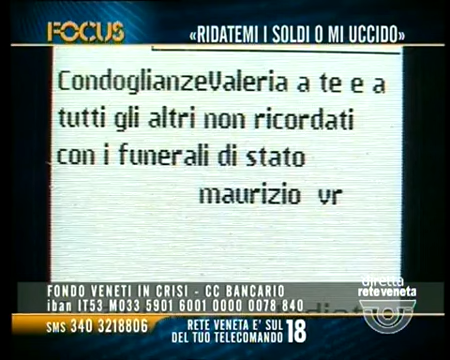 FOCUS
«RIDATEMI I SOLDI O MI UCCIDO»
CondoglianzeValeria a te e a
tutti gli altri non ricordati
con i funerali di stato
maurizio vr
FONDO VENETI IN CRISI - CC BANCARIO
iban IT53 M033 5901 6001 0000 0078 840
diretta
reteveneta
SMS 340 3218806
RETE VENETA E' SUL 18
DEL TUO TELECOMANDO